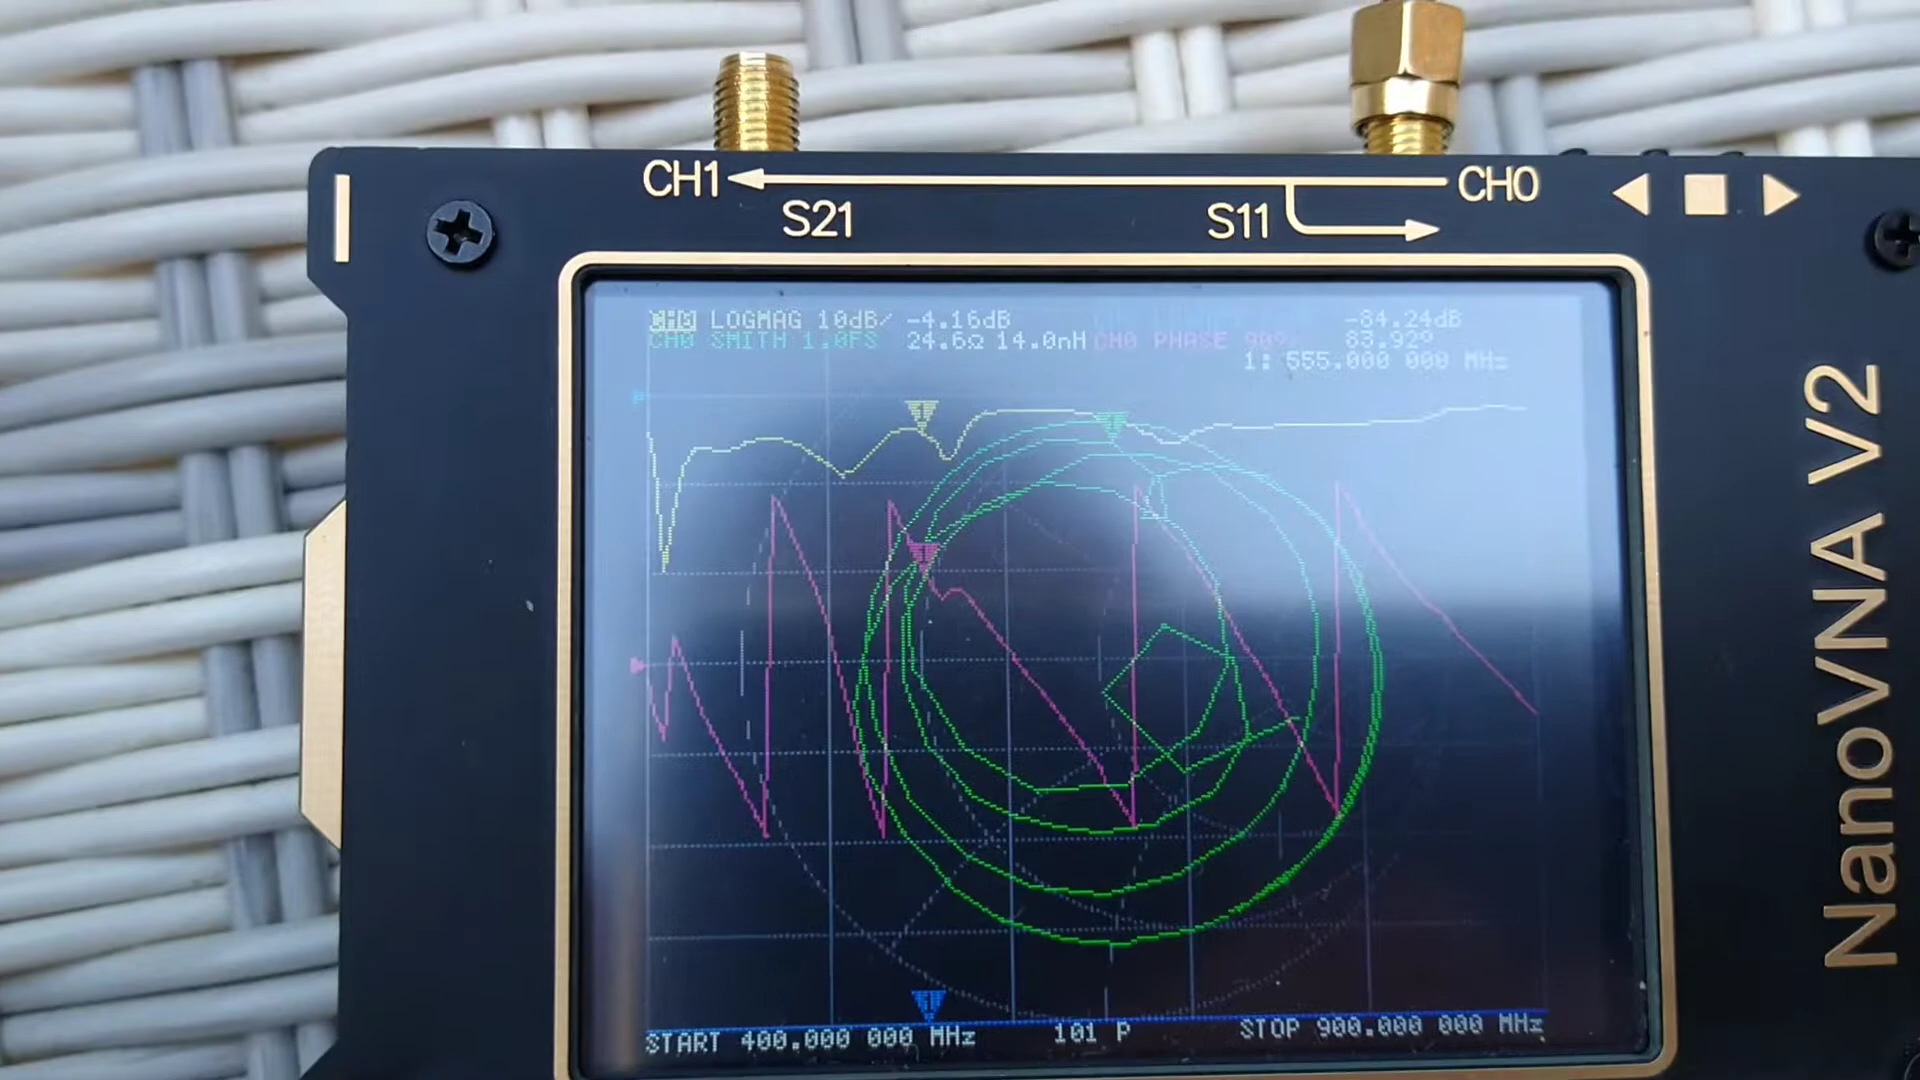 CH1 CH0
S21 S11
CH0 LOGMAG 10dB/ -4.16dB -84.24dB
CH0 SMITH 1.0FS 24.6Ω 14.0nH CH0 PHASE 90°/ 83.92°
1: 555.000 000 MHz
START 400.000 000 MHz 101 P STOP 900.000 000 MHz
NanoVNA V2